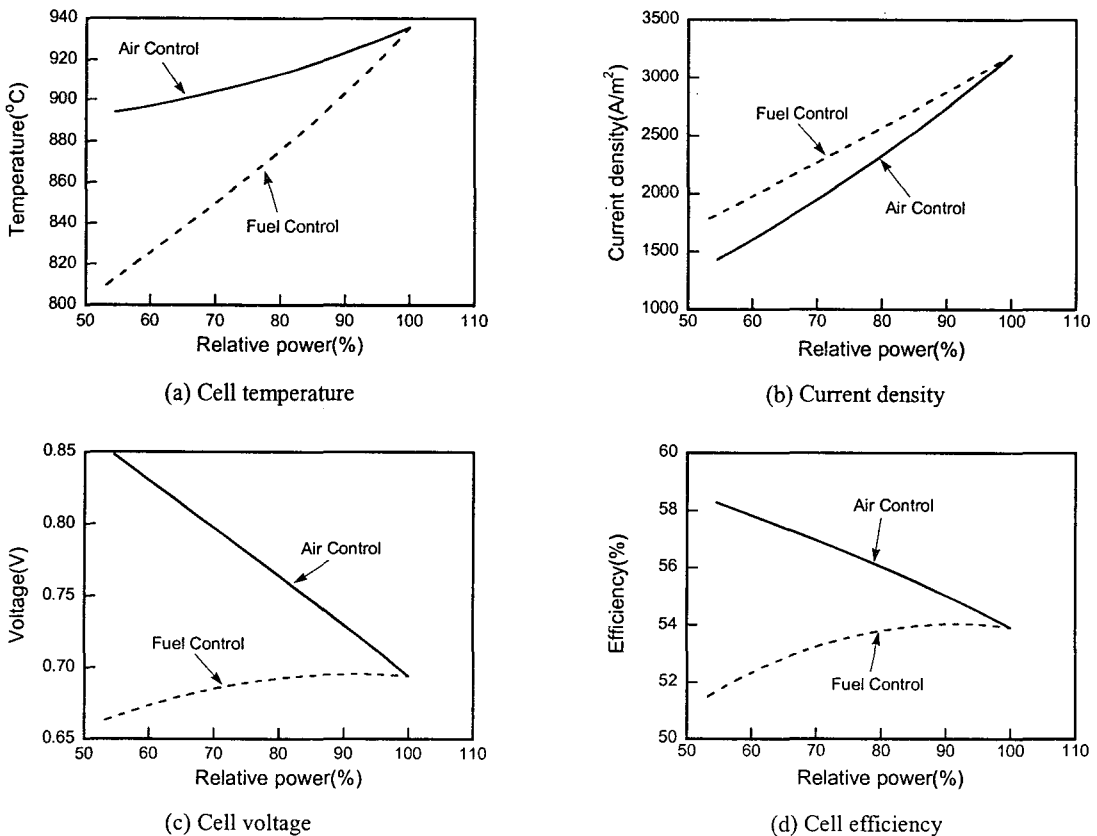 940
920
900
880
860
840
820
800
Temperature(°C)
Air Control
Fuel Control
50 60 70 80 90 100 110
Relative power(%)
(a) Cell temperature
3500
3000
2500
2000
1500
1000
Current density(A/m²)
Fuel Control
Air Control
50 60 70 80 90 100 110
Relative power(%)
(b) Current density
0.85
0.80
0.75
0.70
0.65
Voltage(V)
Air Control
Fuel Control
50 60 70 80 90 100 110
Relative power(%)
(c) Cell voltage
60
58
56
54
52
50
Efficiency(%)
Air Control
Fuel Control
50 60 70 80 90 100 110
Relative power(%)
(d) Cell efficiency